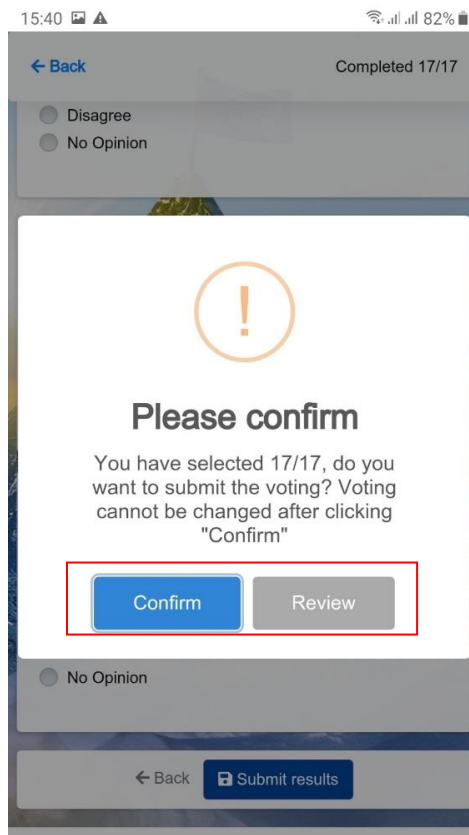 15:40 82%
← Back Completed 17/17
Disagree
No Opinion
!
Please confirm
You have selected 17/17, do you
want to submit the voting? Voting
cannot be changed after clicking
"Confirm"
Confirm Review
No Opinion
← Back Submit results